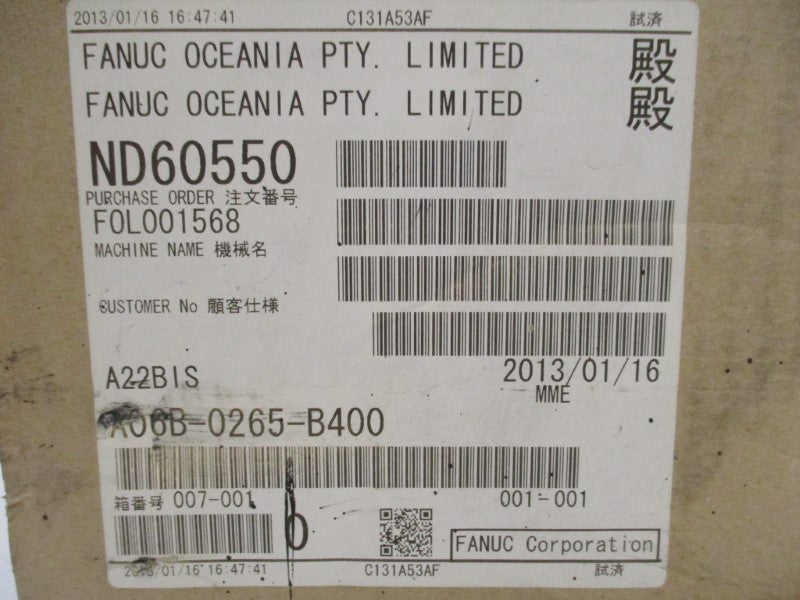 2013/01/16 16:47:41 C131A53AF 試済
FANUC OCEANIA PTY. LIMITED 殿
FANUC OCEANIA PTY. LIMITED 殿
ND60550
PURCHASE ORDER 注文番号
FOL001568
MACHINE NAME 機械名
CUSTOMER No 顧客仕様
A22BIS 2013/01/16
MME
A06B-0265-B400
箱番号 007-001 001-001
0
FANUC Corporation
2013/01/16 16:47:41 C131A53AF 試済